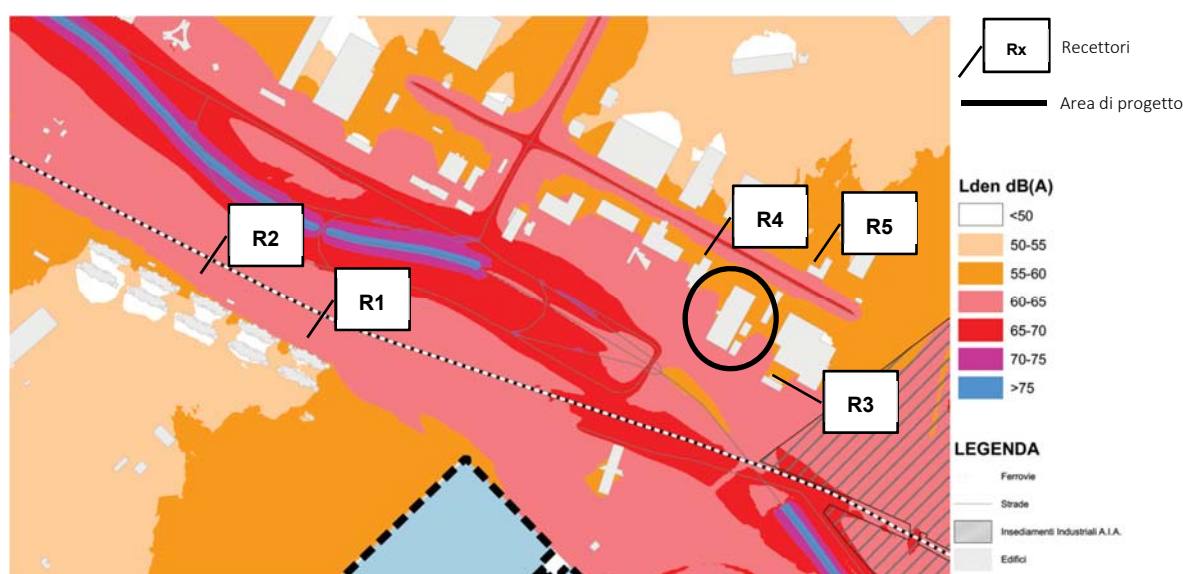 R2
R1
R4
R5
R3
Rx
Recettori
Area di progetto
Lden dB(A)
<50
50-55
55-60
60-65
65-70
70-75
>75
LEGENDA
Ferrovie
Strade
Insediamenti Industriali A.I.A.
Edifici